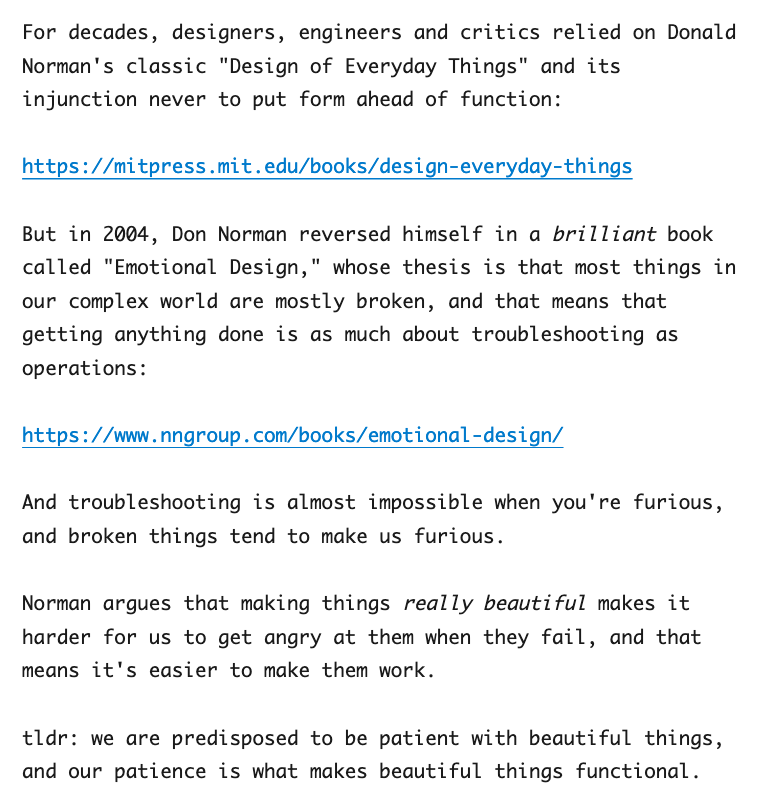 For decades, designers, engineers and critics relied on Donald
Norman's classic "Design of Everyday Things" and its
injunction never to put form ahead of function:
https://mitpress.mit.edu/books/design-everyday-things
But in 2004, Don Norman reversed himself in a brilliant book
called "Emotional Design," whose thesis is that most things in
our complex world are mostly broken, and that means that
getting anything done is as much about troubleshooting as
operations:
https://www.nngroup.com/books/emotional-design/
And troubleshooting is almost impossible when you're furious,
and broken things tend to make us furious.
Norman argues that making things really beautiful makes it
harder for us to get angry at them when they fail, and that
means it's easier to make them work.
tldr: we are predisposed to be patient with beautiful things,
and our patience is what makes beautiful things functional.